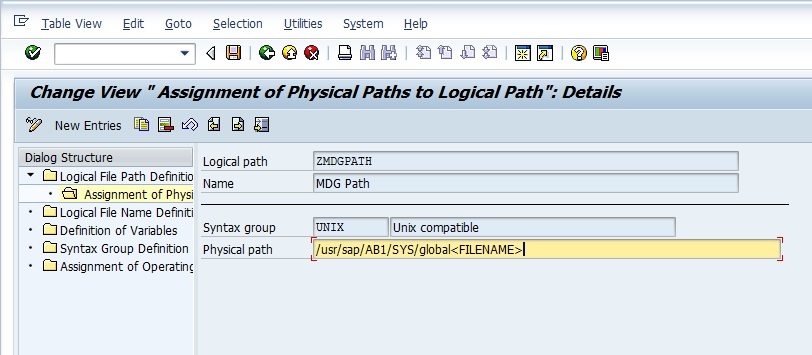 Table View Edit Goto Selection Utilities System Help
Change View " Assignment of Physical Paths to Logical Path": Details
New Entries
Dialog Structure
Logical File Path Definitio
Assignment of Physi
Logical File Name Definiti
Definition of Variables
Syntax Group Definition
Assignment of Operating
Logical path ZMDGPATH
Name MDG Path
Syntax group UNIX Unix compatible
Physical path /usr/sap/AB1/SYS/global<FILENAME>